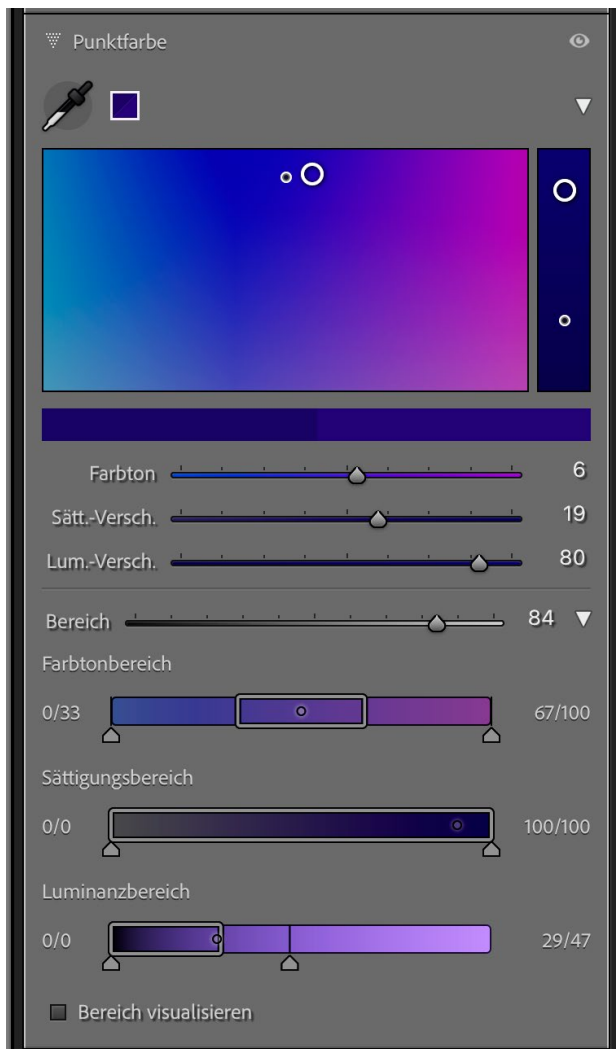 Punktfarbe
Farbton 6
Sätt.-Versch. 19
Lum.-Versch. 80
Bereich 84
Farbtonbereich
0/33 67/100
Sättigungsbereich
0/0 100/100
Luminanzbereich
0/0 29/47
Bereich visualisieren